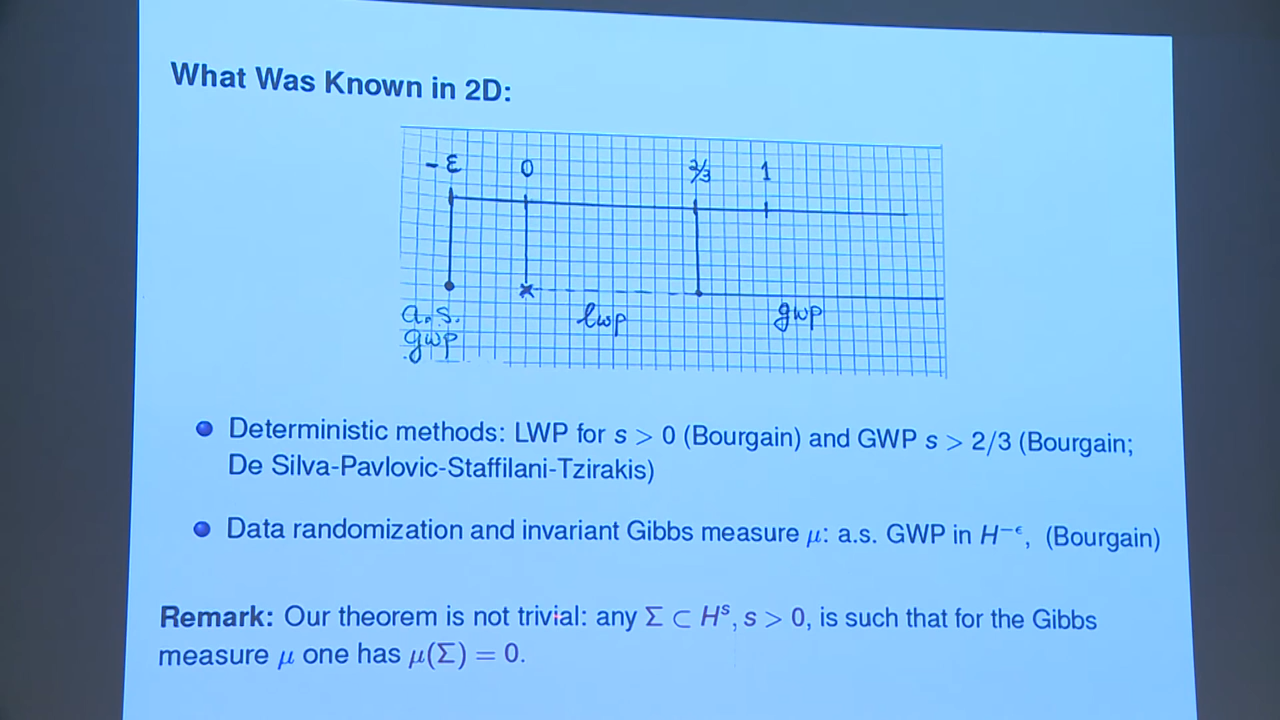 What Was Known in 2D:
-ε 0 2/3 1
a.s. lwp gwp
gwp
Deterministic methods: LWP for s > 0 (Bourgain) and GWP s > 2/3 (Bourgain;
De Silva-Pavlovic-Staffilani-Tzirakis)
Data randomization and invariant Gibbs measure μ: a.s. GWP in H⁻ᵋ, (Bourgain)
Remark: Our theorem is not trivial: any Σ ⊂ Hˢ, s > 0, is such that for the Gibbs
measure μ one has μ(Σ) = 0.